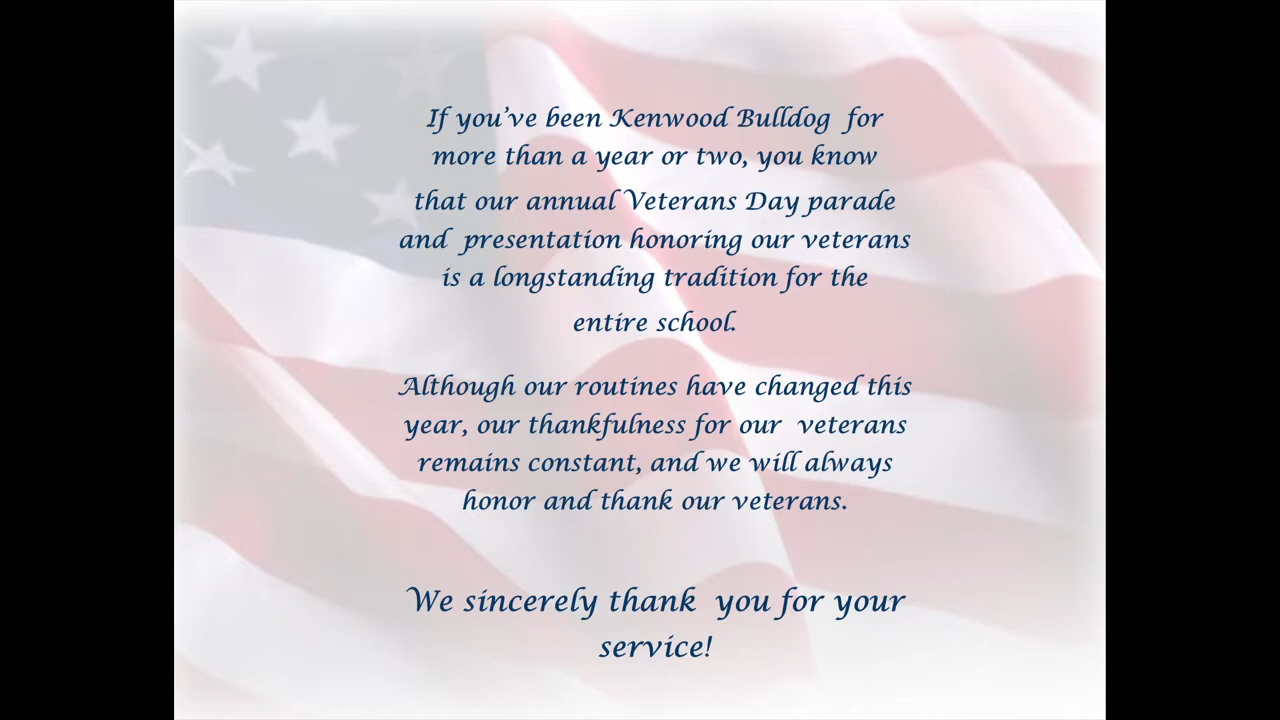 If you’ve been Kenwood Bulldog for
more than a year or two, you know
that our annual Veterans Day parade
and presentation honoring our veterans
is a longstanding tradition for the
entire school.
Although our routines have changed this
year, our thankfulness for our veterans
remains constant, and we will always
honor and thank our veterans.
We sincerely thank you for your
service!